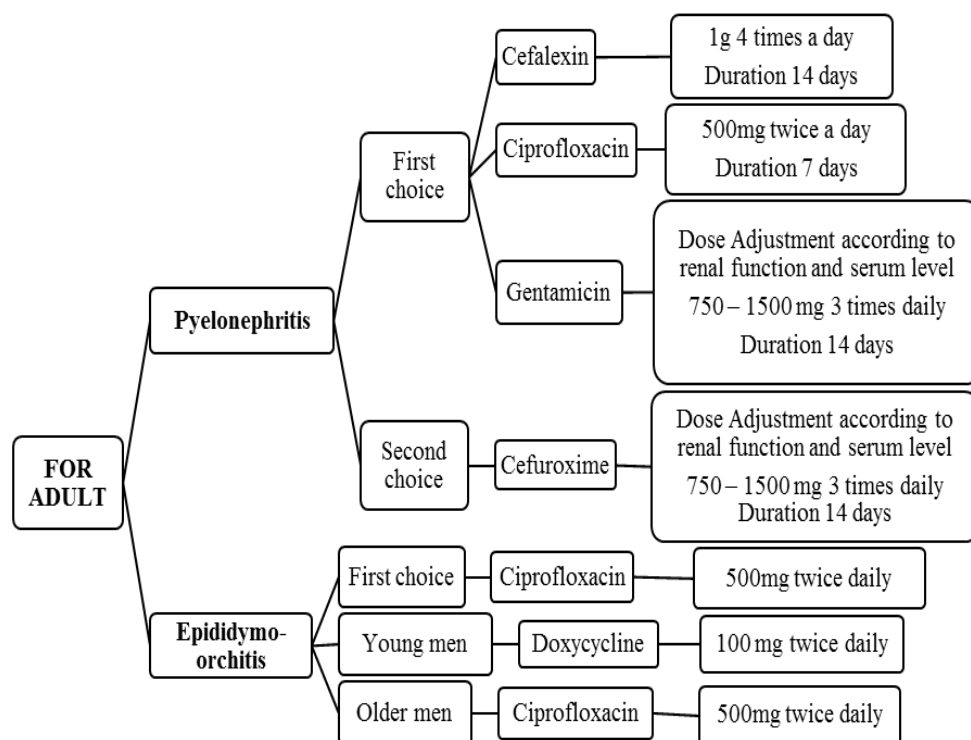 FOR
ADULT
Pyelonephritis
First
choice
Cefalexin
1g 4 times a day
Duration 14 days
Ciprofloxacin
500mg twice a day
Duration 7 days
Gentamicin
Dose Adjustment according to
renal function and serum level
750 – 1500 mg 3 times daily
Duration 14 days
Second
choice
Cefuroxime
Dose Adjustment according to
renal function and serum level
750 – 1500 mg 3 times daily
Duration 14 days
Epididymo-
orchitis
First choice
Ciprofloxacin
500mg twice daily
Young men
Doxycycline
100 mg twice daily
Older men
Ciprofloxacin
500mg twice daily